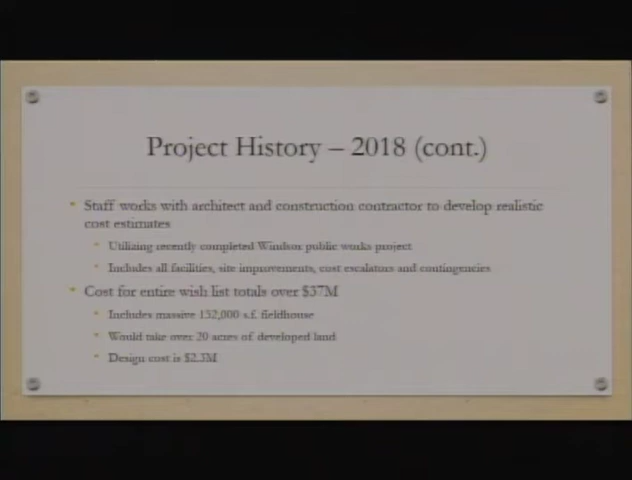 Project History – 2018 (cont.)
Staff works with architect and construction contractor to develop realistic
cost estimates
Utilizing recently completed Windsor public works project
Includes all facilities, site improvements, cost escalators and contingencies
Cost for entire wish list totals over $37M
Includes massive 132,000 s.f. fieldhouse
Would take over 20 acres of developed land
Design cost is $2.3M